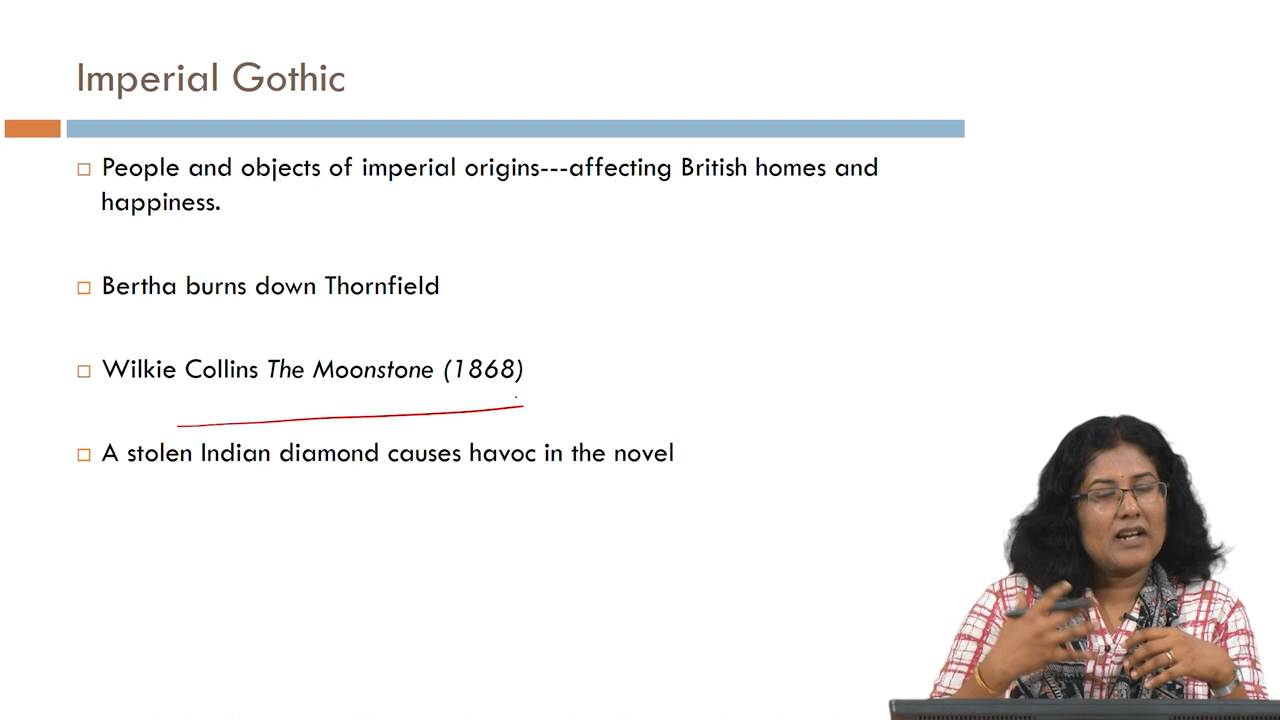 Imperial Gothic
People and objects of imperial origins---affecting British homes and
happiness.
Bertha burns down Thornfield
Wilkie Collins The Moonstone (1868)
A stolen Indian diamond causes havoc in the novel